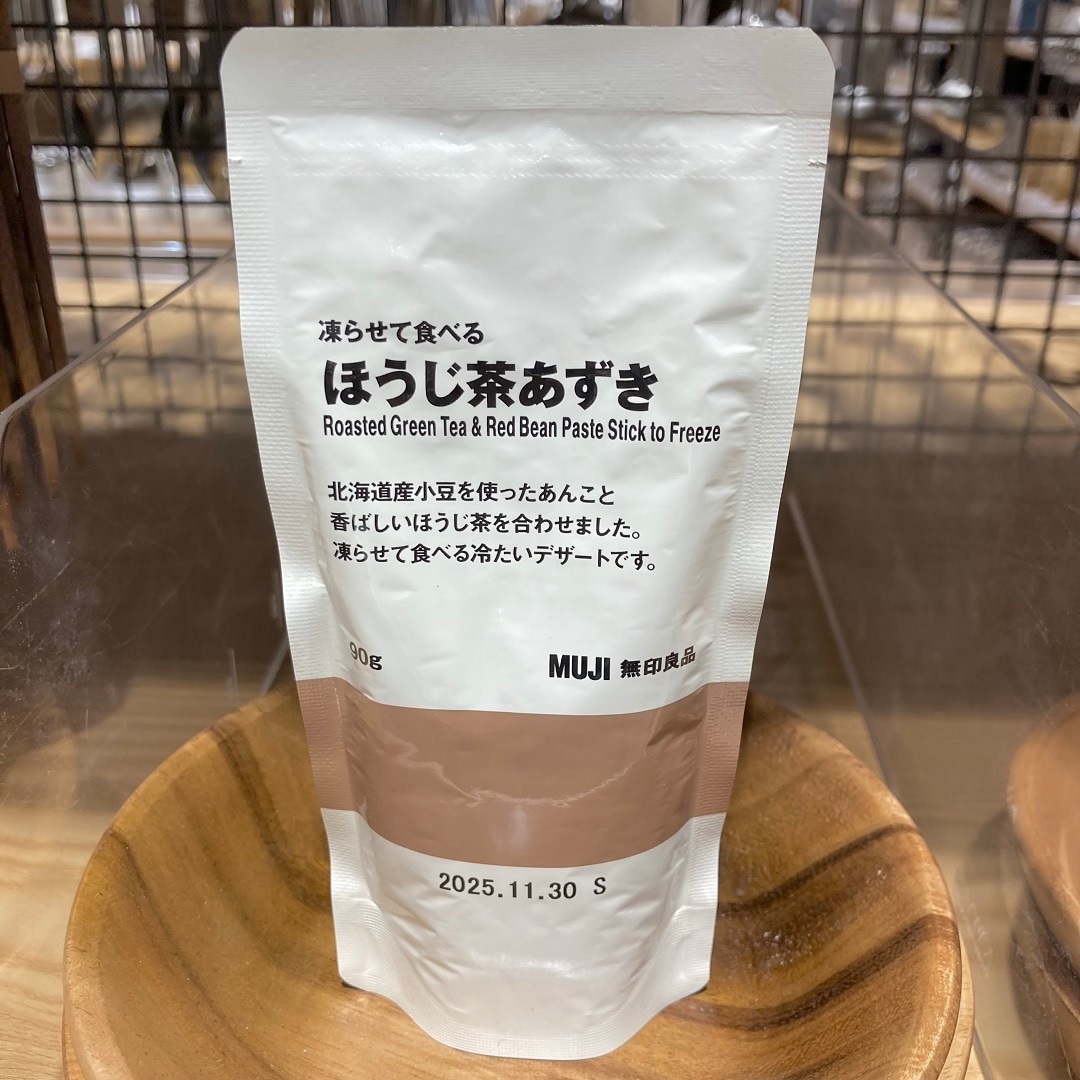 凍らせて食べる
ほうじ茶あずき
Roasted Green Tea & Red Bean Paste Stick to Freeze
北海道産小豆を使ったあんこと
香ばしいほうじ茶を合わせました。
凍らせて食べる冷たいデザートです。
90g
MUJI 無印良品
2025.11.30 S